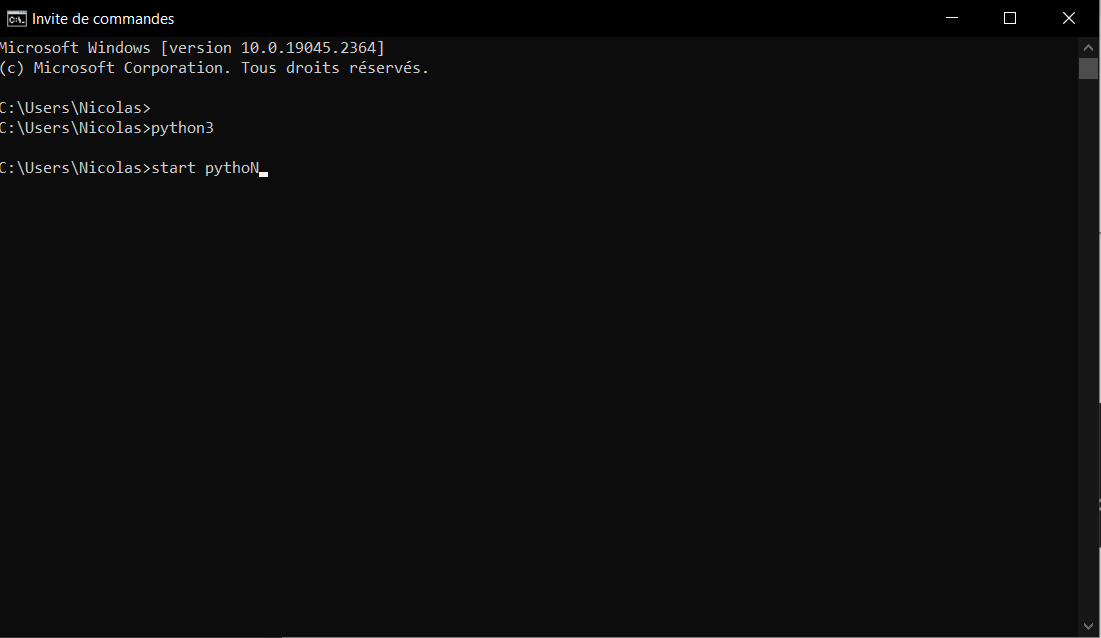 Invite de commandes
Microsoft Windows [version 10.0.19045.2364]
(c) Microsoft Corporation. Tous droits réservés.
C:\Users\Nicolas>
C:\Users\Nicolas>python3
C:\Users\Nicolas>start pythoN